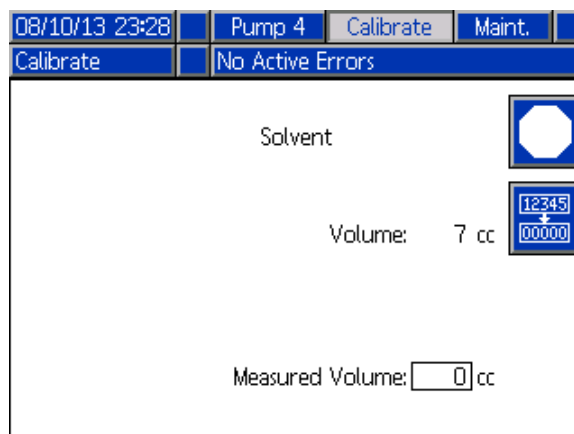 08/10/13 23:28 Pump 4 Calibrate Maint.
Calibrate No Active Errors
Solvent
12345
Volume: 7 cc
00000
Measured Volume: 0 cc